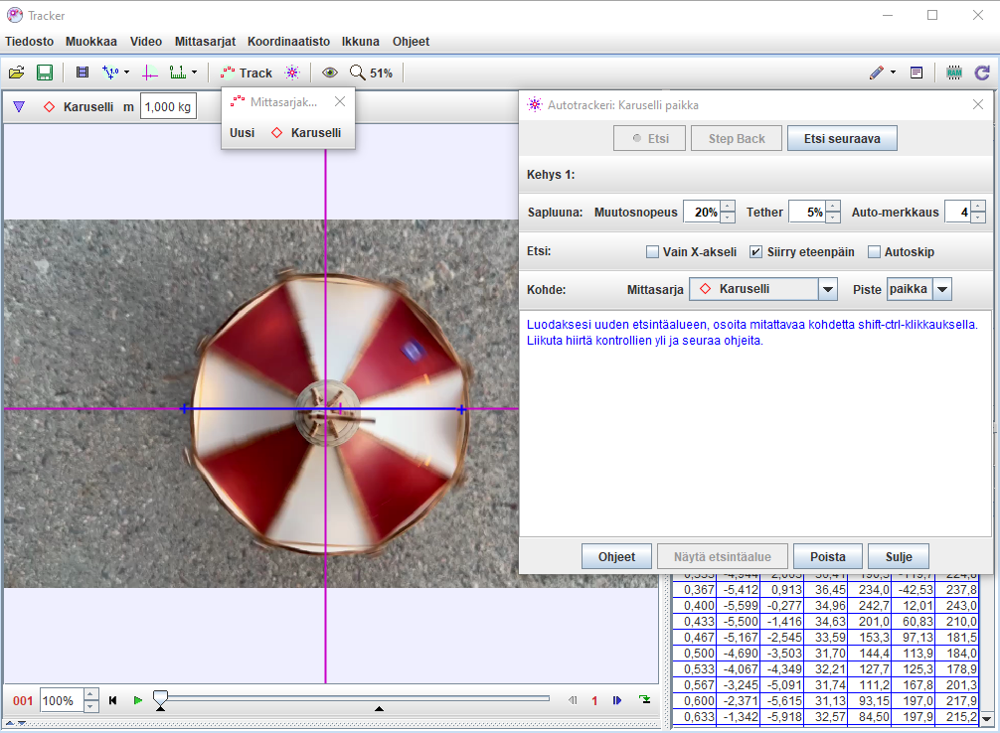 Tracker
Tiedosto Muokkaa Video Mittasarjat Koordinaatisto Ikkuna Ohjeet
Track 51%
Karuselli m 1,000 kg
Mittasarjak...
Uusi Karuselli
Autotrackeri: Karuselli paikka
Etsi Step Back Etsi seuraava
Kehys 1:
Sapluuna: Muutosnopeus 20% Tether 5% Auto-merkkaus 4
Etsi: Vain X-akseli Siirry eteenpäin Autoskip
Kohde: Mittasarja Karuselli Piste paikka
Luodaksesi uuden etsintäalueen, osoita mitattavaa kohdetta shift-ctrl-klikkauksella.
Liikuta hiirtä kontrollien yli ja seuraa ohjeita.
Ohjeet Näytä etsintäalue Poista Sulje
0,367 -5,412 0,913 36,45 234,0 -42,53 237,8
0,400 -5,599 -0,277 34,96 242,7 12,01 243,0
0,433 -5,500 -1,416 34,63 201,0 60,83 210,0
0,467 -5,167 -2,545 33,59 153,3 97,13 181,5
0,500 -4,690 -3,503 31,70 144,4 113,9 184,0
0,533 -4,067 -4,349 32,21 127,7 125,3 178,9
0,567 -3,245 -5,091 31,74 111,2 167,8 201,3
0,600 -2,371 -5,615 31,13 93,15 197,0 217,9
0,633 -1,342 -5,918 32,57 84,50 197,9 215,2
001 100% 1